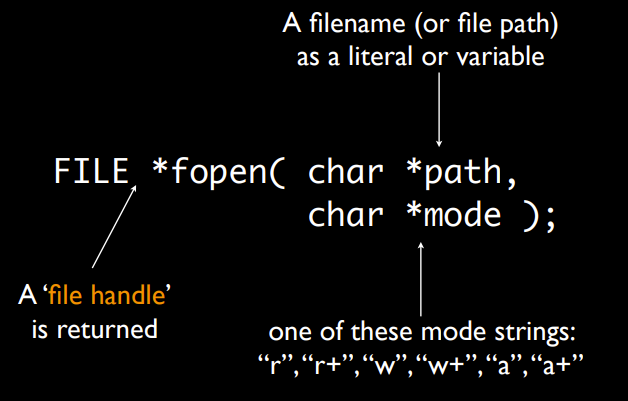 A filename (or file path)
as a literal or variable
FILE *fopen( char *path,
char *mode );
A ‘file handle’
is returned
one of these mode strings:
“r”,“r+”,“w”,“w+”,“a”,“a+”